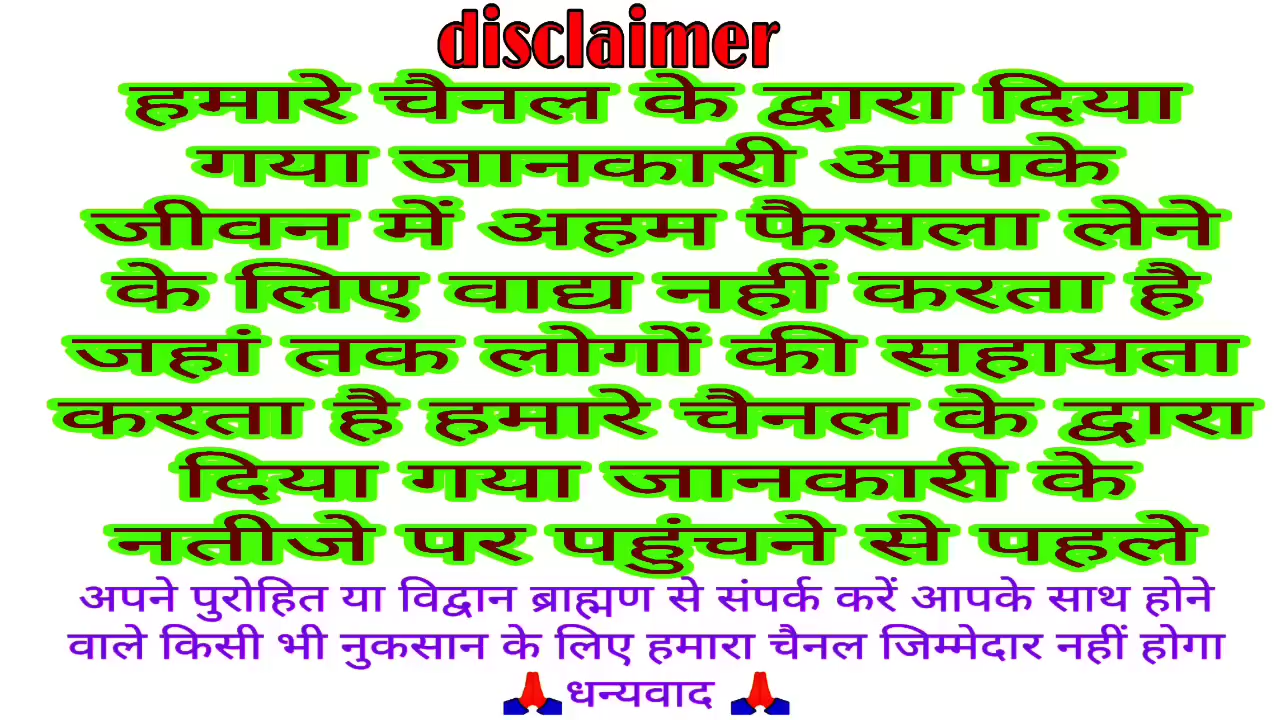 disclaimer
हमारे चैनल के द्वारा दिया
गया जानकारी आपके
जीवन में अहम फैसला लेने
के लिए वाद्य नहीं करता है
जहां तक लोगों की सहायता
करता है हमारे चैनल के द्वारा
दिया गया जानकारी के
नतीजे पर पहुंचने से पहले
अपने पुरोहित या विद्वान ब्राह्मण से संपर्क करें आपके साथ होने
वाले किसी भी नुकसान के लिए हमारा चैनल जिम्मेदार नहीं होगा
🙏धन्यवाद 🙏